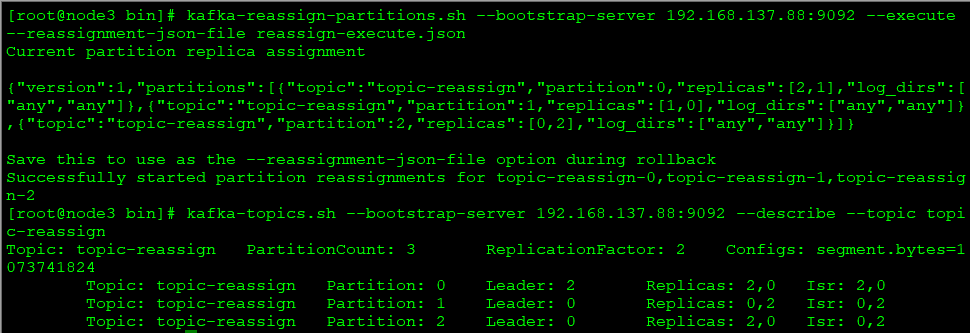 [root@node3 bin]# kafka-reassign-partitions.sh --bootstrap-server 192.168.137.88:9092 --execute
--reassignment-json-file reassign-execute.json
Current partition replica assignment
{"version":1,"partitions":[{"topic":"topic-reassign","partition":0,"replicas":[2,1],"log_dirs":[
"any","any"]},{"topic":"topic-reassign","partition":1,"replicas":[1,0],"log_dirs":["any","any"]}
,{"topic":"topic-reassign","partition":2,"replicas":[0,2],"log_dirs":["any","any"]}]}
Save this to use as the --reassignment-json-file option during rollback
Successfully started partition reassignments for topic-reassign-0,topic-reassign-1,topic-reassig
n-2
[root@node3 bin]# kafka-topics.sh --bootstrap-server 192.168.137.88:9092 --describe --topic topi
c-reassign
Topic: topic-reassign PartitionCount: 3 ReplicationFactor: 2 Configs: segment.bytes=1
073741824
Topic: topic-reassign Partition: 0 Leader: 2 Replicas: 2,0 Isr: 2,0
Topic: topic-reassign Partition: 1 Leader: 0 Replicas: 0,2 Isr: 0,2
Topic: topic-reassign Partition: 2 Leader: 0 Replicas: 2,0 Isr: 0,2